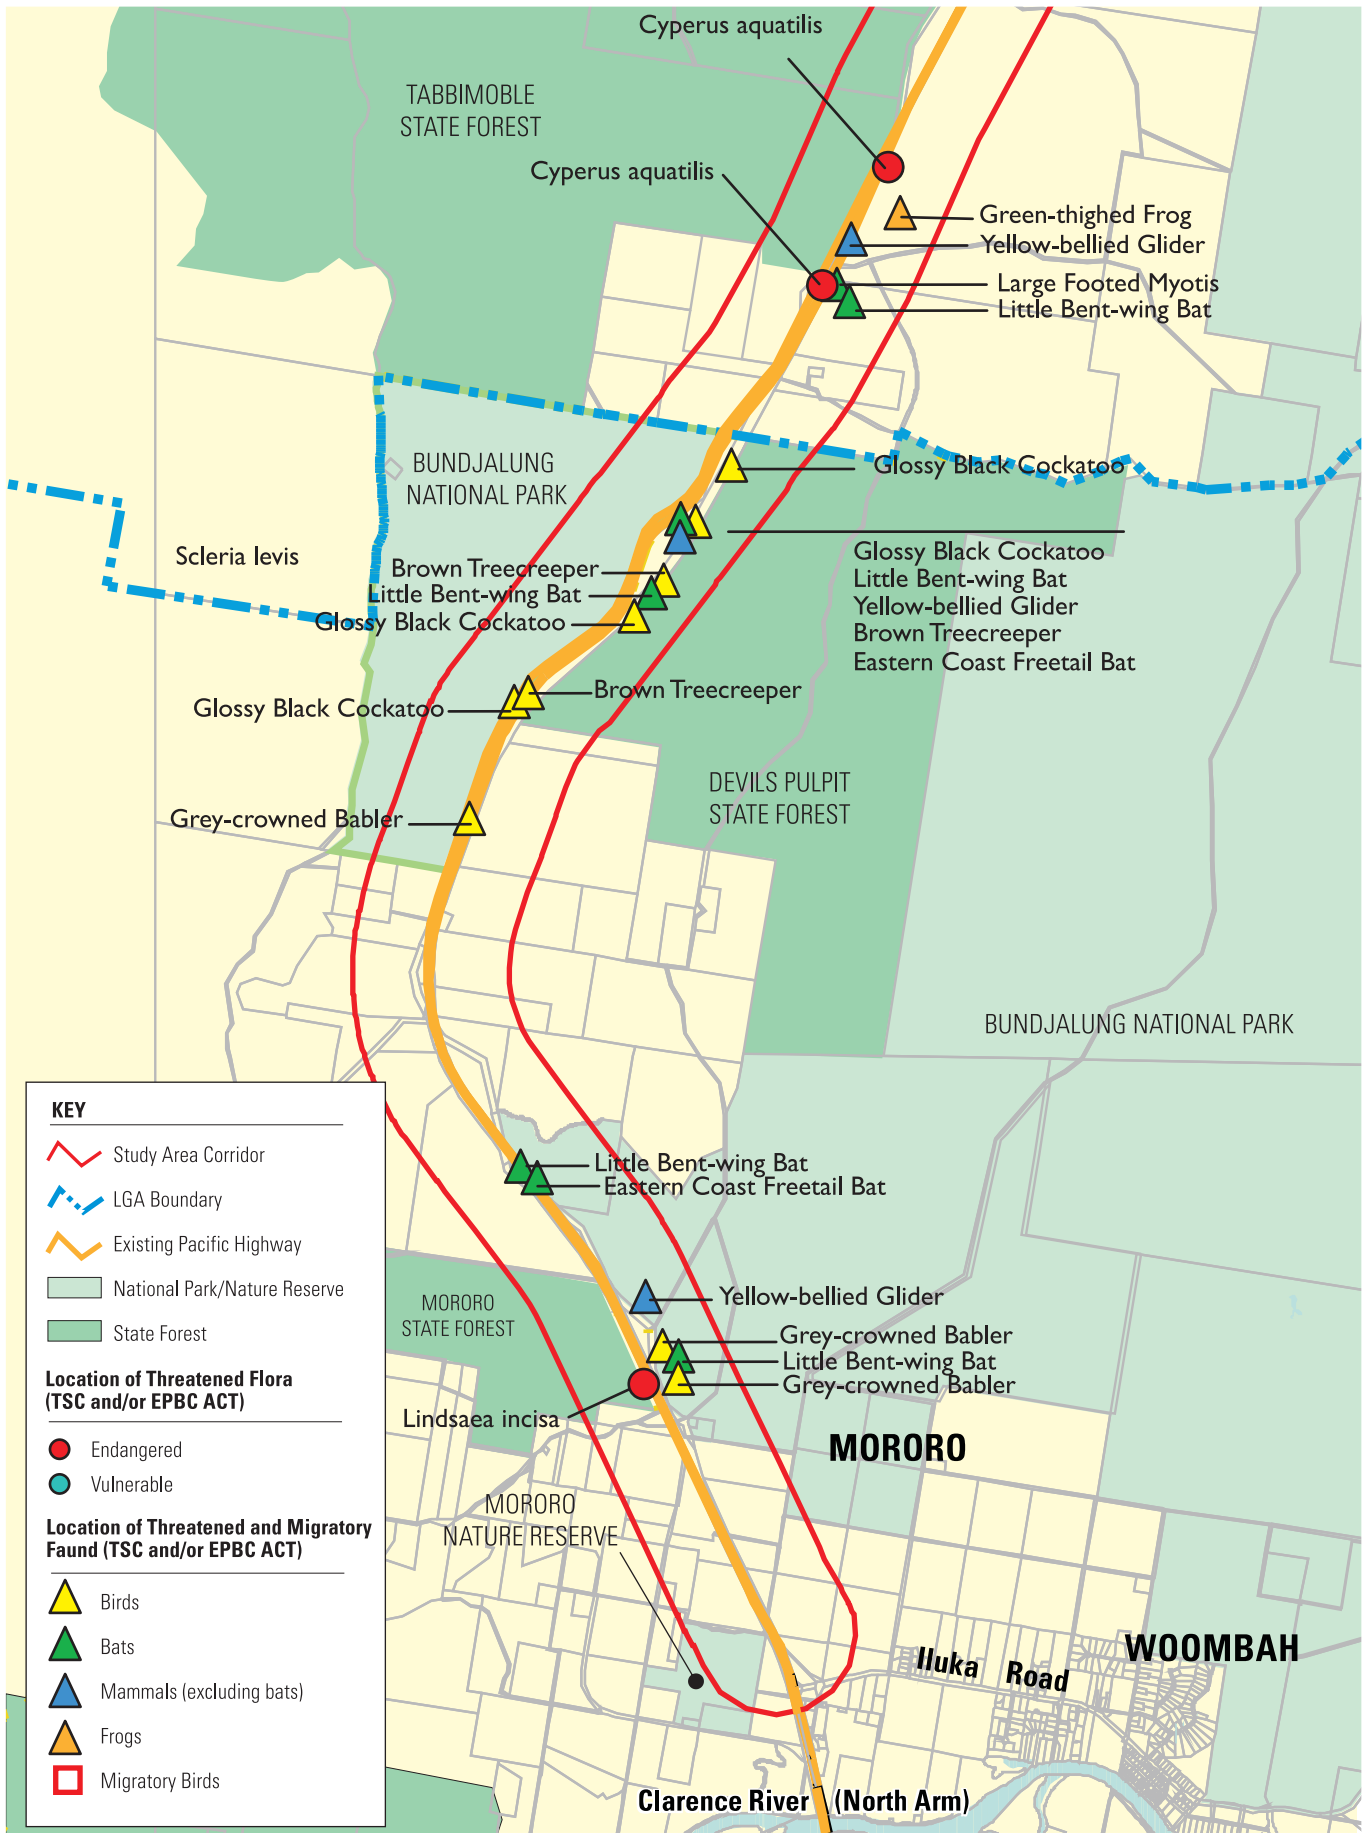 Cyperus aquatilis
TABBIMOBLE
STATE FOREST
Cyperus aquatilis
Green-thighed Frog
Yellow-bellied Glider
Large Footed Myotis
Little Bent-wing Bat
BUNDJALUNG
NATIONAL PARK
Glossy Black Cockatoo
Scleria levis
Glossy Black Cockatoo
Little Bent-wing Bat
Yellow-bellied Glider
Brown Treecreeper
Eastern Coast Freetail Bat
Brown Treecreeper
Little Bent-wing Bat
Glossy Black Cockatoo
Brown Treecreeper
Glossy Black Cockatoo
DEVILS PULPIT
STATE FOREST
Grey-crowned Babler
BUNDJALUNG NATIONAL PARK
Little Bent-wing Bat
Eastern Coast Freetail Bat
Yellow-bellied Glider
MORORO
STATE FOREST
Grey-crowned Babler
Little Bent-wing Bat
Grey-crowned Babler
Lindsaea incisa
MORORO
MORORO
NATURE RESERVE
WOOMBAH
Iluka Road
Clarence River (North Arm)
KEY
Study Area Corridor
LGA Boundary
Existing Pacific Highway
National Park/Nature Reserve
State Forest
Location of Threatened Flora
(TSC and/or EPBC ACT)
Endangered
Vulnerable
Location of Threatened and Migratory
Faund (TSC and/or EPBC ACT)
Birds
Bats
Mammals (excluding bats)
Frogs
Migratory Birds